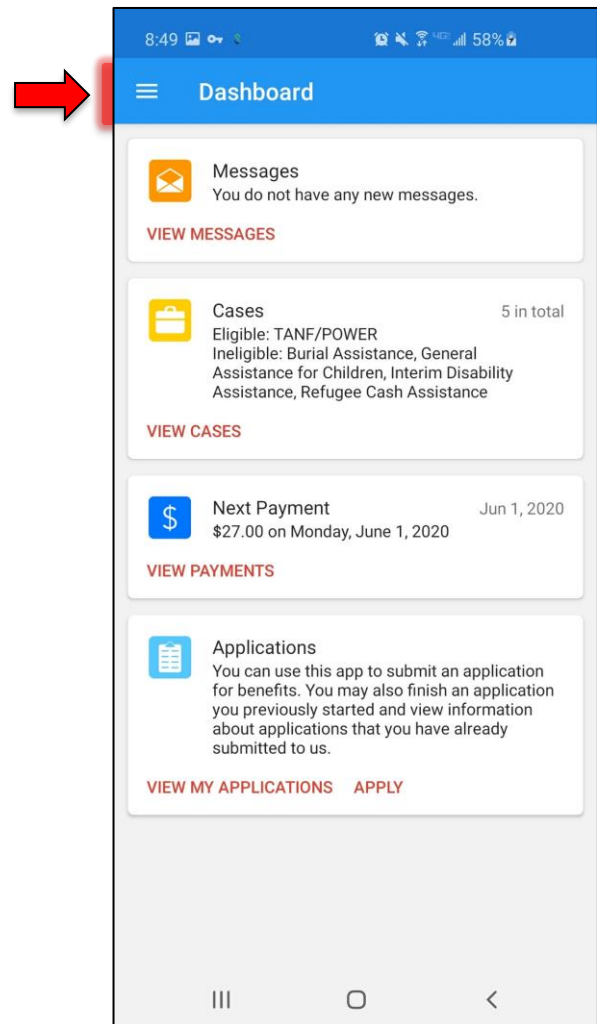 8:49 58%
Dashboard
Messages
You do not have any new messages.
VIEW MESSAGES
Cases 5 in total
Eligible: TANF/POWER
Ineligible: Burial Assistance, General
Assistance for Children, Interim Disability
Assistance, Refugee Cash Assistance
VIEW CASES
Next Payment Jun 1, 2020
$27.00 on Monday, June 1, 2020
VIEW PAYMENTS
Applications
You can use this app to submit an application
for benefits. You may also finish an application
you previously started and view information
about applications that you have already
submitted to us.
VIEW MY APPLICATIONS APPLY